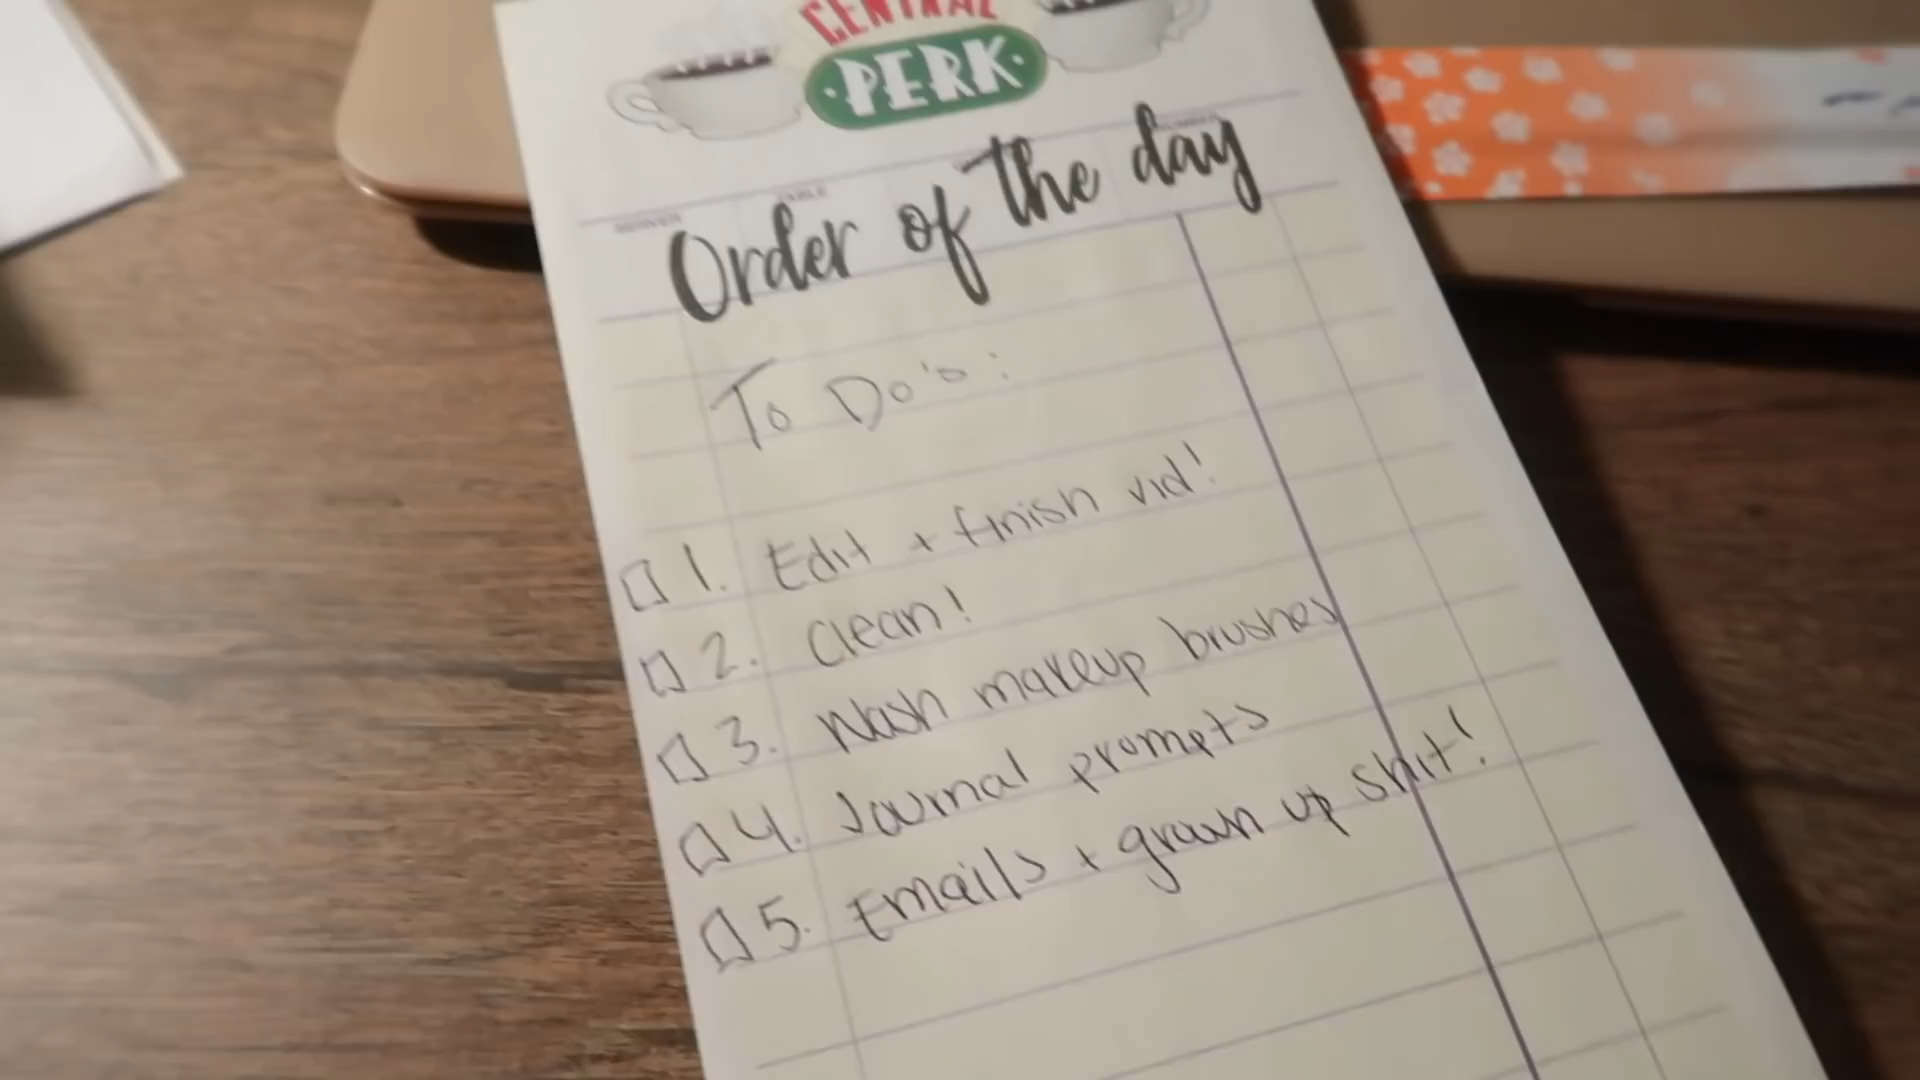 CENTRAL
PERK
Order of the day
To Do's:
1. Edit + finish vid!
2. Clean!
3. Wash makeup brushes
4. Journal prompts
5. Emails + grown up shit!